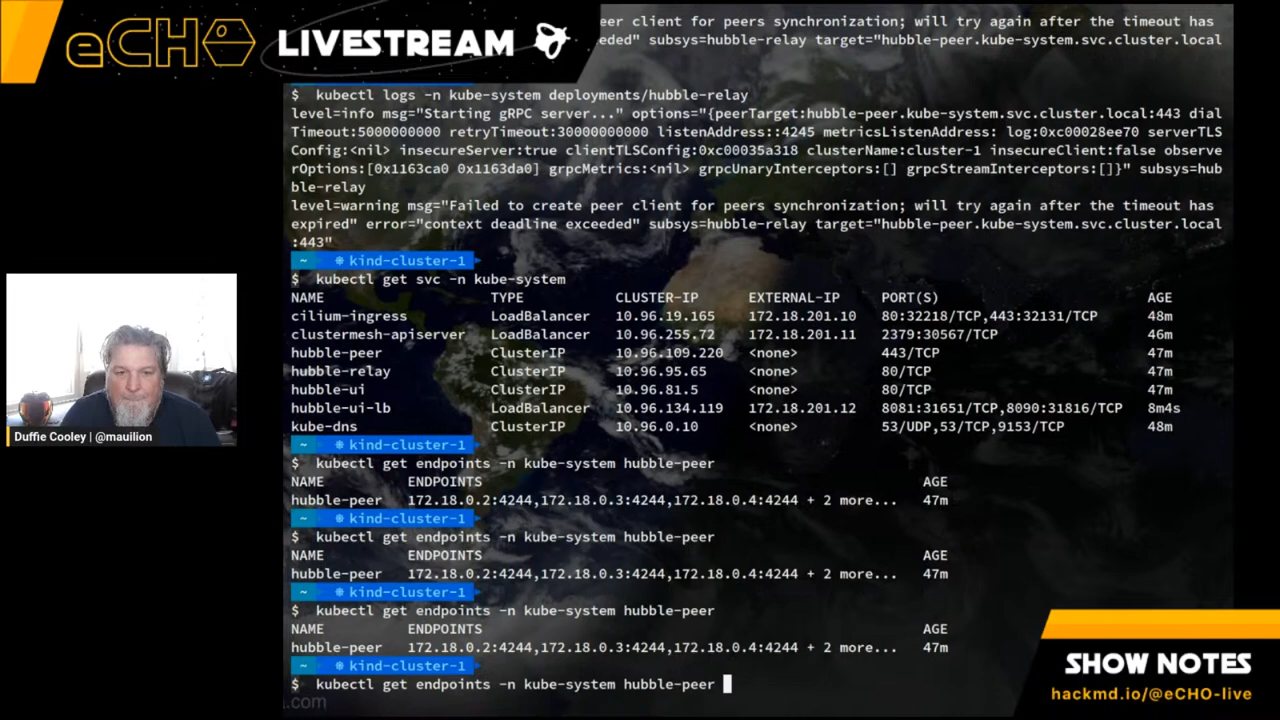 eCHO LIVESTREAM
eer client for peers synchronization; will try again after the timeout has
eded" subsys=hubble-relay target="hubble-peer.kube-system.svc.cluster.local
$ kubectl logs -n kube-system deployments/hubble-relay
level=info msg="Starting gRPC server..." options="{peerTarget:hubble-peer.kube-system.svc.cluster.local:443 dial
Timeout:5000000000 retryTimeout:30000000000 listenAddress::4245 metricsListenAddress: log:0xc00028ee70 serverTLS
Config:<nil> insecureServer:true clientTLSConfig:0xc00035a318 clusterName:cluster-1 insecureClient:false observe
rOptions:[0x1163ca0 0x1163da0] grpcMetrics:<nil> grpcUnaryInterceptors:[] grpcStreamInterceptors:[]}" subsys=hub
ble-relay
level=warning msg="Failed to create peer client for peers synchronization; will try again after the timeout has
expired" error="context deadline exceeded" subsys=hubble-relay target="hubble-peer.kube-system.svc.cluster.local
:443"
~ ⎈ kind-cluster-1
$ kubectl get svc -n kube-system
NAME TYPE CLUSTER-IP EXTERNAL-IP PORT(S) AGE
cilium-ingress LoadBalancer 10.96.19.165 172.18.201.10 80:32218/TCP,443:32131/TCP 48m
clustermesh-apiserver LoadBalancer 10.96.255.72 172.18.201.11 2379:30567/TCP 46m
hubble-peer ClusterIP 10.96.109.220 <none> 443/TCP 47m
hubble-relay ClusterIP 10.96.95.65 <none> 80/TCP 47m
hubble-ui ClusterIP 10.96.81.5 <none> 80/TCP 47m
hubble-ui-lb LoadBalancer 10.96.134.119 172.18.201.12 8081:31651/TCP,8090:31816/TCP 8m4s
kube-dns ClusterIP 10.96.0.10 <none> 53/UDP,53/TCP,9153/TCP 48m
~ ⎈ kind-cluster-1
$ kubectl get endpoints -n kube-system hubble-peer
NAME ENDPOINTS AGE
hubble-peer 172.18.0.2:4244,172.18.0.3:4244,172.18.0.4:4244 + 2 more... 47m
~ ⎈ kind-cluster-1
$ kubectl get endpoints -n kube-system hubble-peer
NAME ENDPOINTS AGE
hubble-peer 172.18.0.2:4244,172.18.0.3:4244,172.18.0.4:4244 + 2 more... 47m
~ ⎈ kind-cluster-1
$ kubectl get endpoints -n kube-system hubble-peer
NAME ENDPOINTS AGE
hubble-peer 172.18.0.2:4244,172.18.0.3:4244,172.18.0.4:4244 + 2 more... 47m
~ ⎈ kind-cluster-1
$ kubectl get endpoints -n kube-system hubble-peer
.com
Duffie Cooley | @mauilion
SHOW NOTES
hackmd.io/@eCHO-live